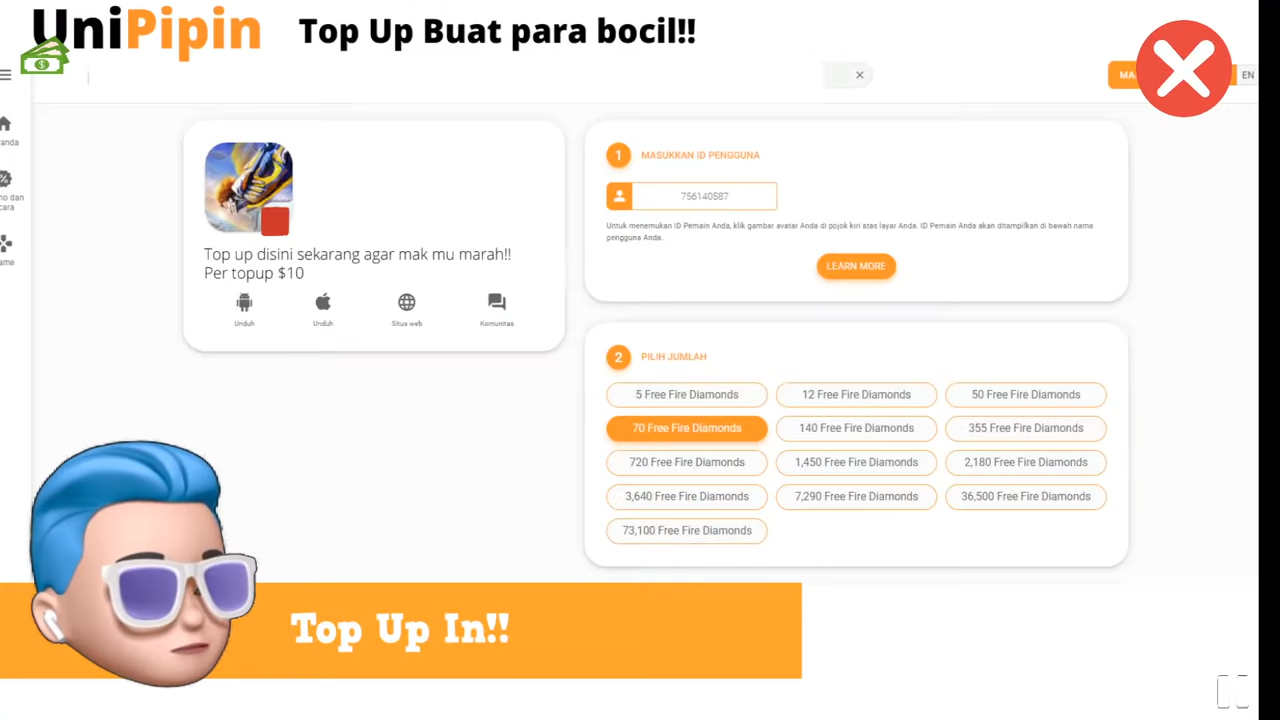 UniPipin
Top Up Buat para bocil!!
EN
1 MASUKKAN ID PENGGUNA
756140587
Untuk menemukan ID Pemain Anda, klik gambar avatar Anda di pojok kiri atas layar Anda. ID Pemain Anda akan ditampilkan di bawah nama
pengguna Anda.
LEARN MORE
Top up disini sekarang agar mak mu marah!!
Per topup $10
Unduh
Unduh
Situs web
Komunitas
2 PILIH JUMLAH
5 Free Fire Diamonds
12 Free Fire Diamonds
50 Free Fire Diamonds
70 Free Fire Diamonds
140 Free Fire Diamonds
355 Free Fire Diamonds
720 Free Fire Diamonds
1,450 Free Fire Diamonds
2,180 Free Fire Diamonds
3,640 Free Fire Diamonds
7,290 Free Fire Diamonds
36,500 Free Fire Diamonds
73,100 Free Fire Diamonds
Top Up In!!